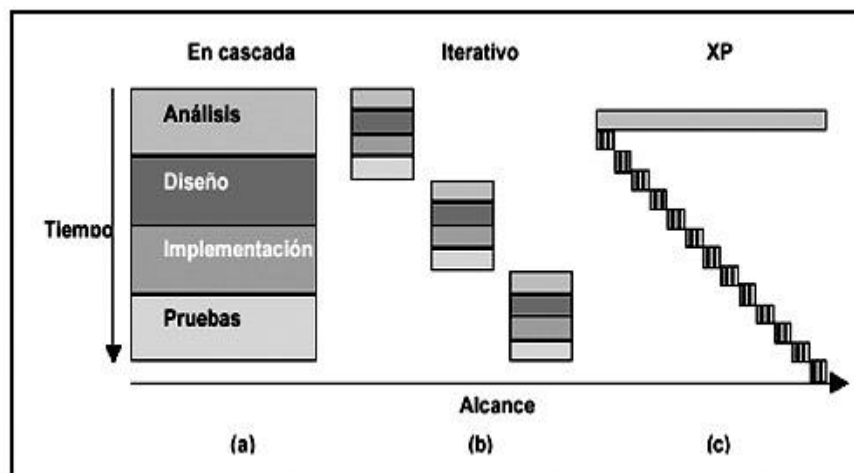 En cascada Iterativo XP
Análisis
Diseño
Tiempo
Implementación
Pruebas
Alcance
(a) (b) (c)